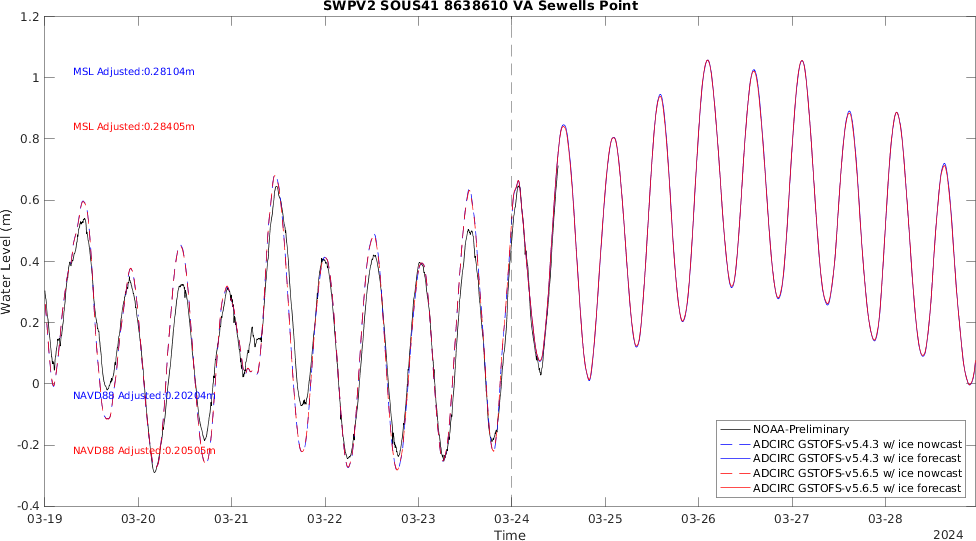 SWPV2 SOUS41 8638610 VA Sewells Point
1.2
1
0.8
0.6
0.4
0.2
0
-0.2
-0.4
Water Level (m)
MSL Adjusted:0.28104m
MSL Adjusted:0.28405m
NAVD88 Adjusted:0.20204m
NAVD88 Adjusted:0.20505m
NOAA-Preliminary
ADCIRC GSTOFS-v5.4.3 w/ ice nowcast
ADCIRC GSTOFS-v5.4.3 w/ ice forecast
ADCIRC GSTOFS-v5.6.5 w/ ice nowcast
ADCIRC GSTOFS-v5.6.5 w/ ice forecast
03-19 03-20 03-21 03-22 03-23 03-24 03-25 03-26 03-27 03-28
Time
2024